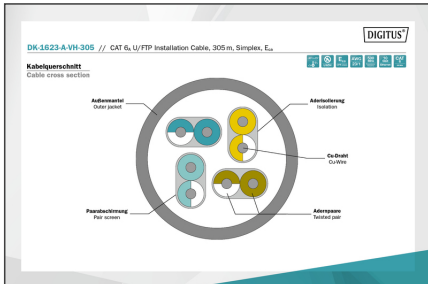 DIGITUS®
DK-1623-A-VH-305 // CAT 6A U/FTP Installation Cable, 305 m, Simplex, Eca
Kabelquerschnitt
Cable cross section
Außenmantel
Outer jacket
Aderisolierung
Isolation
Cu-Draht
Cu-Wire
Paarabschirmung
Pair screen
Adernpaare
Twisted pair